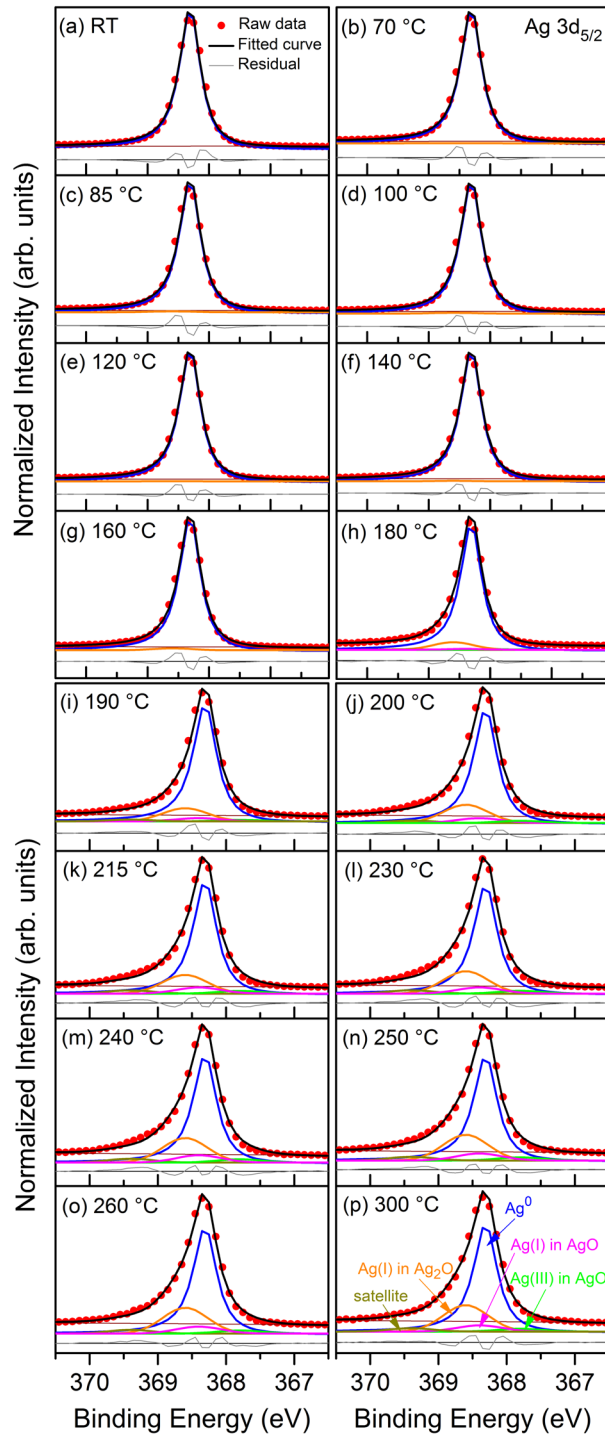 (a) RT
Raw data
Fitted curve
Residual
(b) 70 °C
Ag 3d5/2
(c) 85 °C
(d) 100 °C
(e) 120 °C
(f) 140 °C
(g) 160 °C
(h) 180 °C
Normalized Intensity (arb. units)
(i) 190 °C
(j) 200 °C
(k) 215 °C
(l) 230 °C
(m) 240 °C
(n) 250 °C
(o) 260 °C
(p) 300 °C
Ag0
Ag(I) in AgO
Ag(I) in Ag2O
Ag(III) in AgO
satellite
Normalized Intensity (arb. units)
370 369 368 367
370 369 368 367
Binding Energy (eV)
Binding Energy (eV)